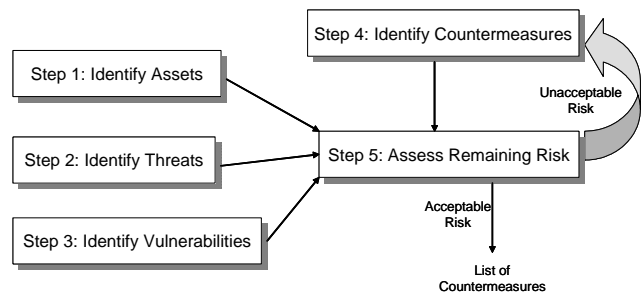 Step 4: Identify Countermeasures
Step 1: Identify Assets
Unacceptable
Risk
Step 2: Identify Threats
Step 5: Assess Remaining Risk
Step 3: Identify Vulnerabilities
Acceptable
Risk
List of
Countermeasures